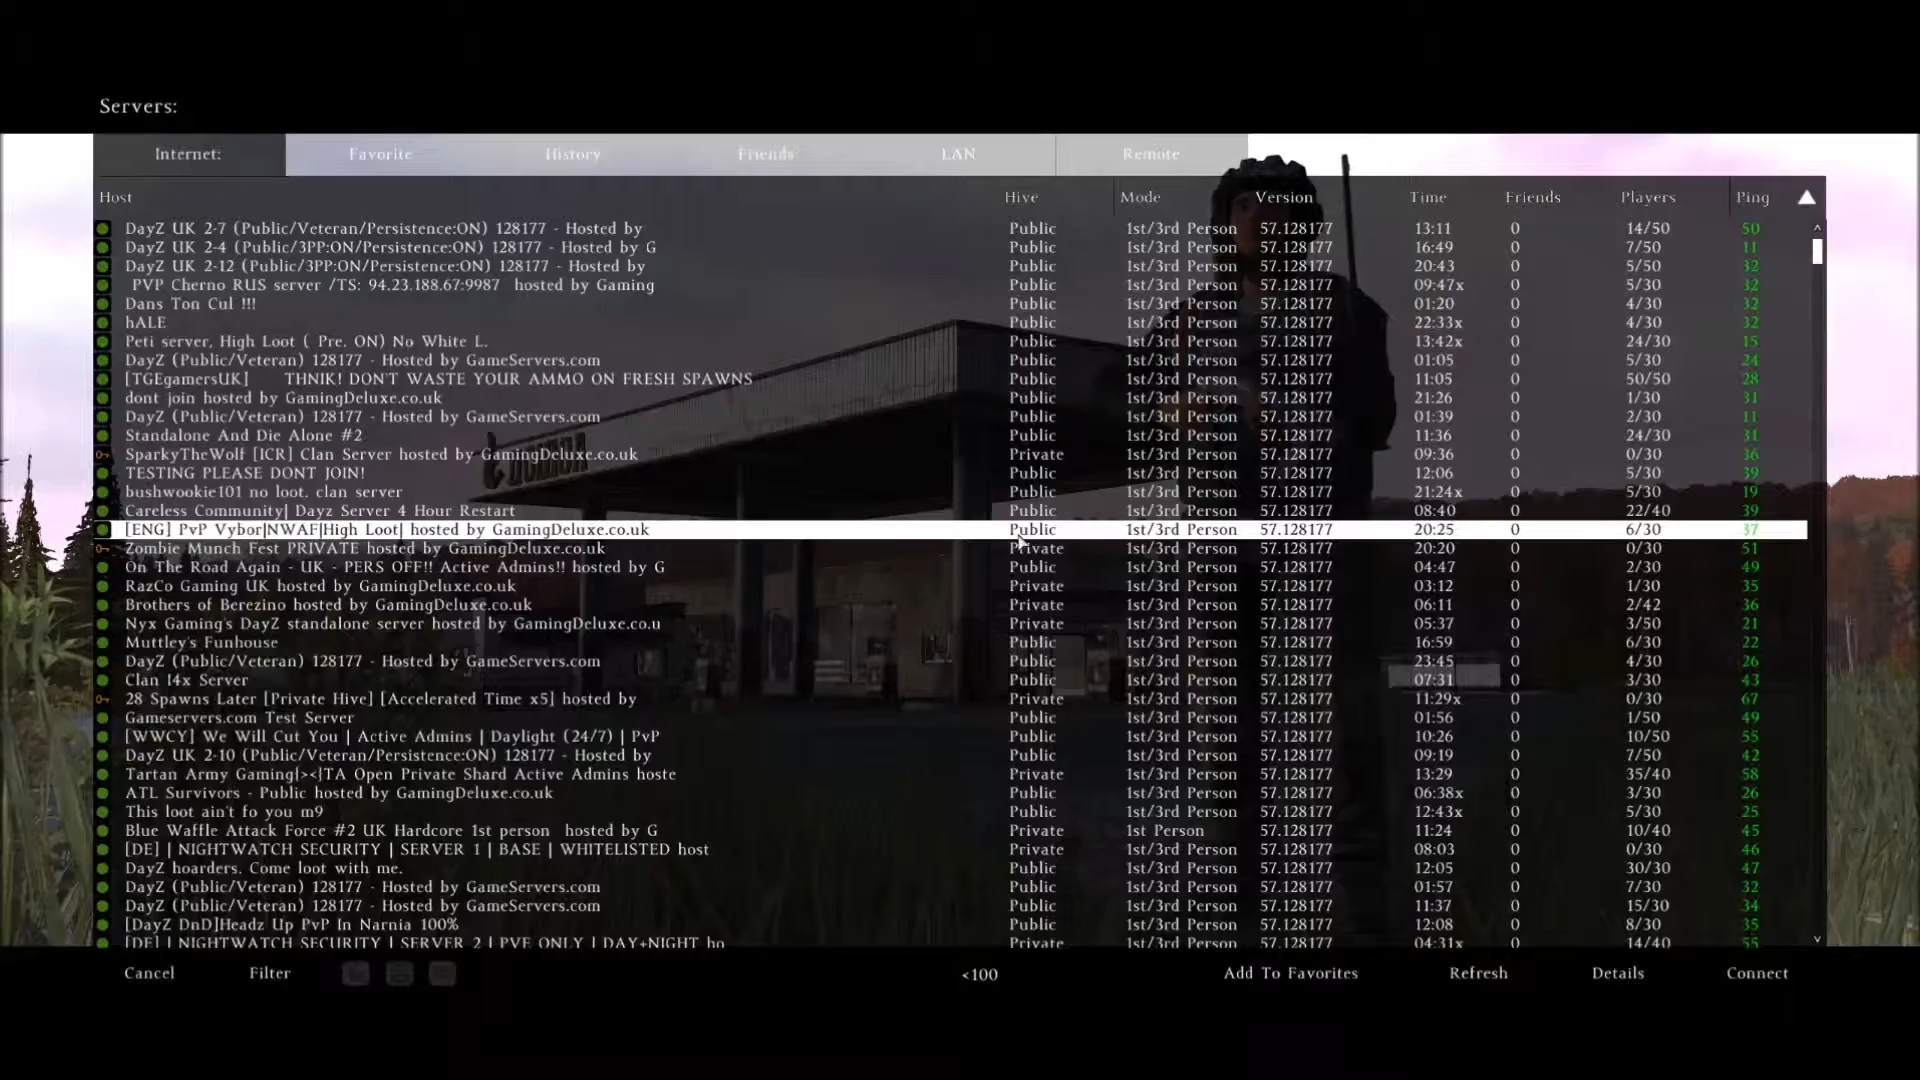 Servers:
Internet: Favorite History Friends LAN Remote
Host Hive Mode Version Time Friends Players Ping
DayZ UK 2-7 (Public/Veteran/Persistence:ON) 128177 - Hosted by Public 1st/3rd Person 57.128177 13:11 0 14/50 50
DayZ UK 2-4 (Public/3PP:ON/Persistence:ON) 128177 - Hosted by G Public 1st/3rd Person 57.128177 16:49 0 7/50 11
DayZ UK 2-12 (Public/3PP:ON/Persistence:ON) 128177 - Hosted by Public 1st/3rd Person 57.128177 20:43 0 5/50 32
PVP Cherno RUS server /TS: 94.23.188.67:9987 hosted by Gaming Public 1st/3rd Person 57.128177 09:47x 0 5/30 32
Dans Ton Cul !!! Public 1st/3rd Person 57.128177 01:20 0 4/30 32
hALE Public 1st/3rd Person 57.128177 22:33x 0 4/30 32
Peti server, High Loot ( Pre. ON) No White L. Public 1st/3rd Person 57.128177 13:42x 0 24/30 15
DayZ (Public/Veteran) 128177 - Hosted by GameServers.com Public 1st/3rd Person 57.128177 01:05 0 5/30 24
[TGEgamersUK] THNIK! DON'T WASTE YOUR AMMO ON FRESH SPAWNS Public 1st/3rd Person 57.128177 11:05 0 50/50 28
dont join hosted by GamingDeluxe.co.uk Public 1st/3rd Person 57.128177 21:26 0 1/30 31
DayZ (Public/Veteran) 128177 - Hosted by GameServers.com Public 1st/3rd Person 57.128177 01:39 0 2/30 11
Standalone And Die Alone #2 Public 1st/3rd Person 57.128177 11:36 0 24/30 31
SparkyTheWolf [ICR] Clan Server hosted by GamingDeluxe.co.uk Private 1st/3rd Person 57.128177 09:36 0 0/30 36
TESTING PLEASE DONT JOIN! Public 1st/3rd Person 57.128177 12:06 0 5/30 39
bushwookie101 no loot. clan server Public 1st/3rd Person 57.128177 21:24x 0 5/30 19
Careless Community| Dayz Server 4 Hour Restart Public 1st/3rd Person 57.128177 08:40 0 22/40 39
[ENG] PvP Vybor|NWAF|High Loot| hosted by GamingDeluxe.co.uk Public 1st/3rd Person 57.128177 20:25 0 6/30 37
Zombie Munch Fest PRIVATE hosted by GamingDeluxe.co.uk Private 1st/3rd Person 57.128177 20:20 0 0/30 51
On The Road Again - UK - PERS OFF!! Active Admins!! hosted by G Public 1st/3rd Person 57.128177 04:47 0 2/30 49
RazCo Gaming UK hosted by GamingDeluxe.co.uk Private 1st/3rd Person 57.128177 03:12 0 1/30 35
Brothers of Berezino hosted by GamingDeluxe.co.uk Private 1st/3rd Person 57.128177 06:11 0 2/42 36
Nyx Gaming's DayZ standalone server hosted by GamingDeluxe.co.u Private 1st/3rd Person 57.128177 05:37 0 3/50 21
Muttley's Funhouse Public 1st/3rd Person 57.128177 16:59 0 6/30 22
DayZ (Public/Veteran) 128177 - Hosted by GameServers.com Public 1st/3rd Person 57.128177 23:45 0 4/30 26
Clan I4x Server Public 1st/3rd Person 57.128177 07:31 0 3/30 43
28 Spawns Later [Private Hive] [Accelerated Time x5] hosted by Private 1st/3rd Person 57.128177 11:29x 0 0/30 67
Gameservers.com Test Server Public 1st/3rd Person 57.128177 01:56 0 1/50 49
[WWCY] We Will Cut You | Active Admins | Daylight (24/7) | PvP Public 1st/3rd Person 57.128177 10:26 0 10/50 55
DayZ UK 2-10 (Public/Veteran/Persistence:ON) 128177 - Hosted by Public 1st/3rd Person 57.128177 09:19 0 7/50 42
Tartan Army Gaming|><|TA Open Private Shard Active Admins hoste Private 1st/3rd Person 57.128177 13:29 0 35/40 58
ATL Survivors - Public hosted by GamingDeluxe.co.uk Public 1st/3rd Person 57.128177 06:38x 0 3/30 26
This loot ain't fo you m9 Public 1st/3rd Person 57.128177 12:43x 0 5/30 25
Blue Waffle Attack Force #2 UK Hardcore 1st person hosted by G Private 1st Person 57.128177 11:24 0 10/40 45
[DE] | NIGHTWATCH SECURITY | SERVER 1 | BASE | WHITELISTED host Private 1st/3rd Person 57.128177 08:03 0 0/30 46
DayZ hoarders. Come loot with me. Public 1st/3rd Person 57.128177 12:05 0 30/30 47
DayZ (Public/Veteran) 128177 - Hosted by GameServers.com Public 1st/3rd Person 57.128177 01:57 0 7/30 32
DayZ (Public/Veteran) 128177 - Hosted by GameServers.com Public 1st/3rd Person 57.128177 11:37 0 15/30 34
[DayZ DnD]Headz Up PvP In Narnia 100% Public 1st/3rd Person 57.128177 12:08 0 8/30 35
[DE] | NIGHTWATCH SECURITY | SERVER 2 | PVE ONLY | DAY+NIGHT ho Private 1st/3rd Person 57.128177 04:31x 0 14/40 55
Cancel Filter <100 Add To Favorites Refresh Details Connect